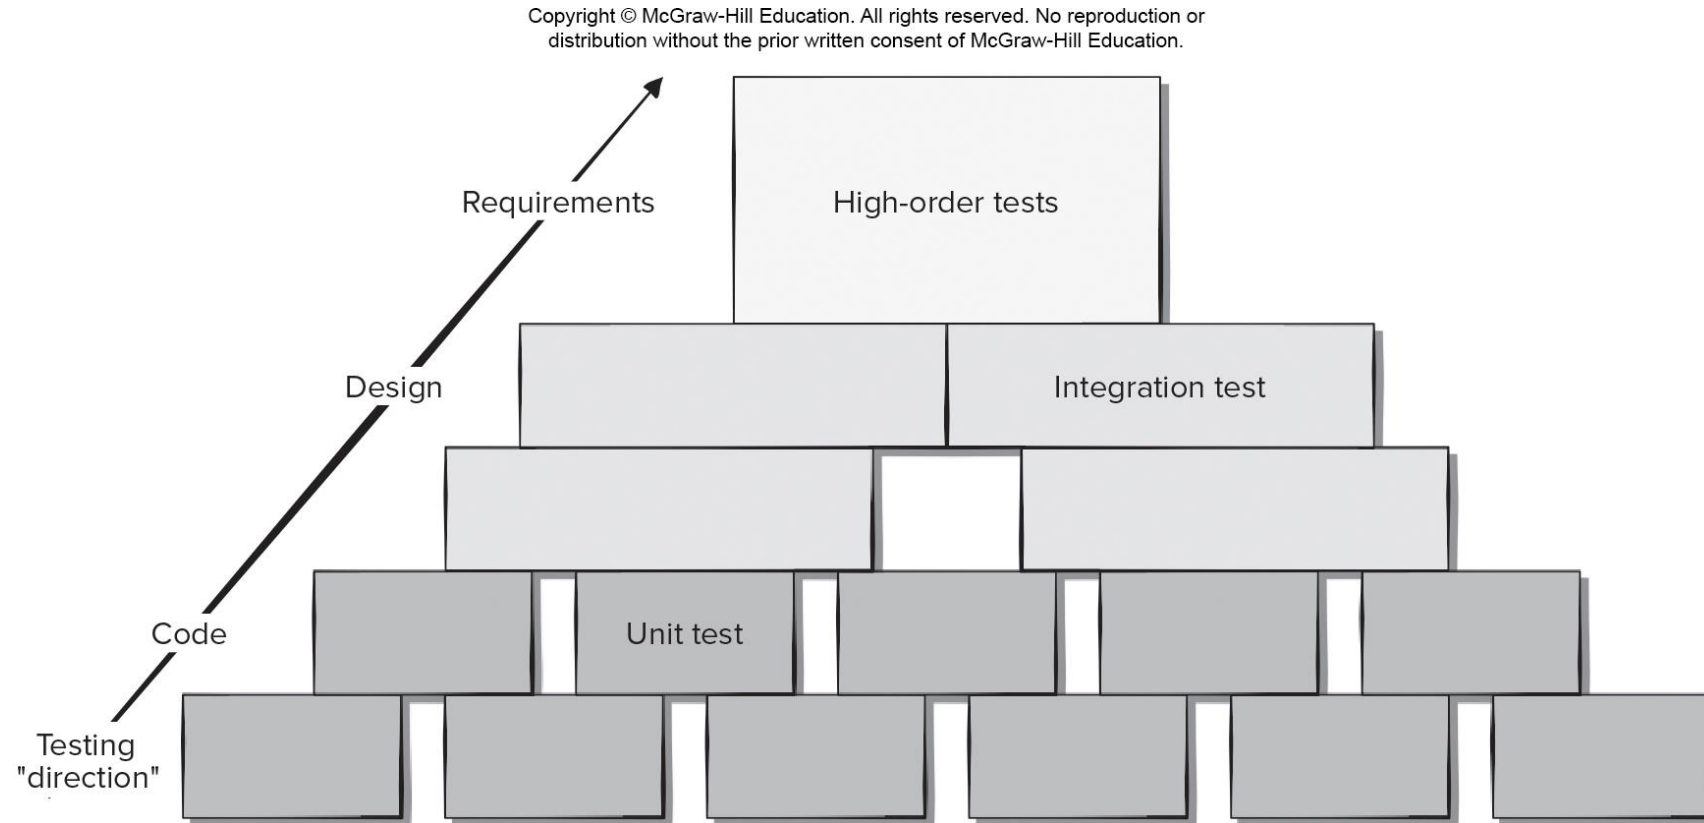 Copyright © McGraw-Hill Education. All rights reserved. No reproduction or
distribution without the prior written consent of McGraw-Hill Education.
Requirements
High-order tests
Design
Integration test
Code
Unit test
Testing
"direction"